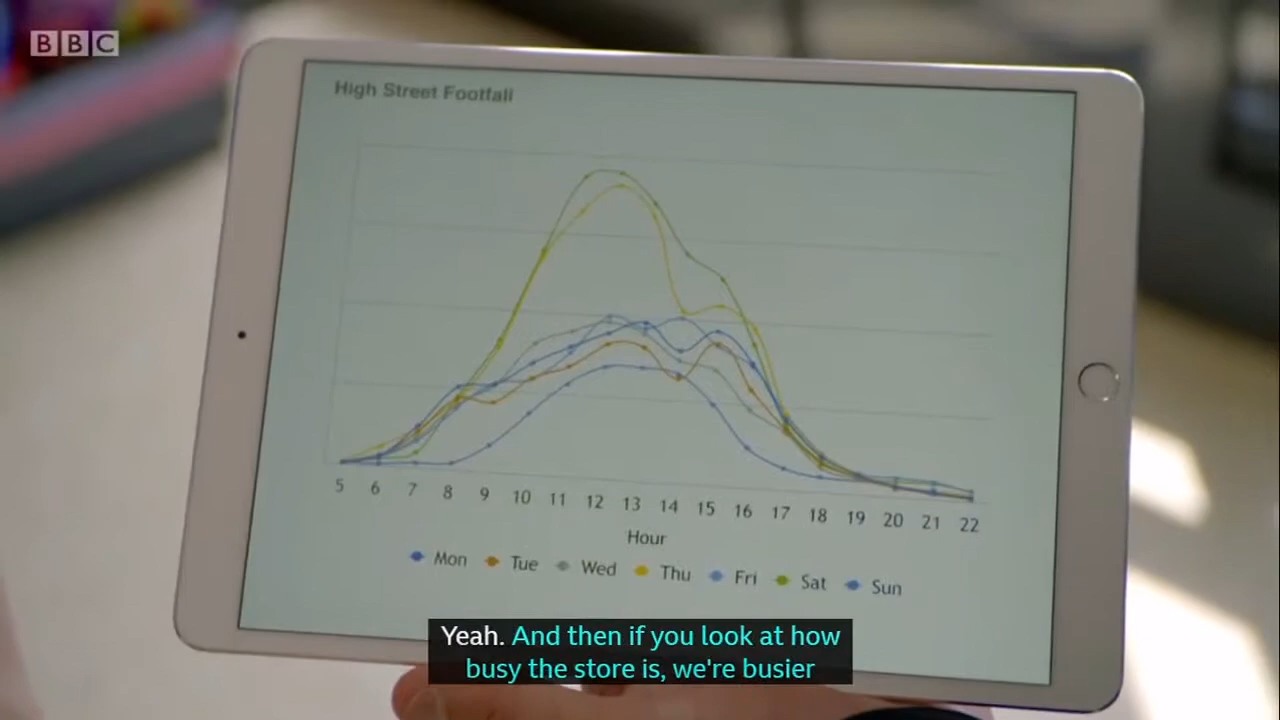 BBC
High Street Footfall
5 6 7 8 9 10 11 12 13 14 15 16 17 18 19 20 21 22
Hour
Mon Tue Wed Thu Fri Sat Sun
Yeah. And then if you look at how
busy the store is, we're busier